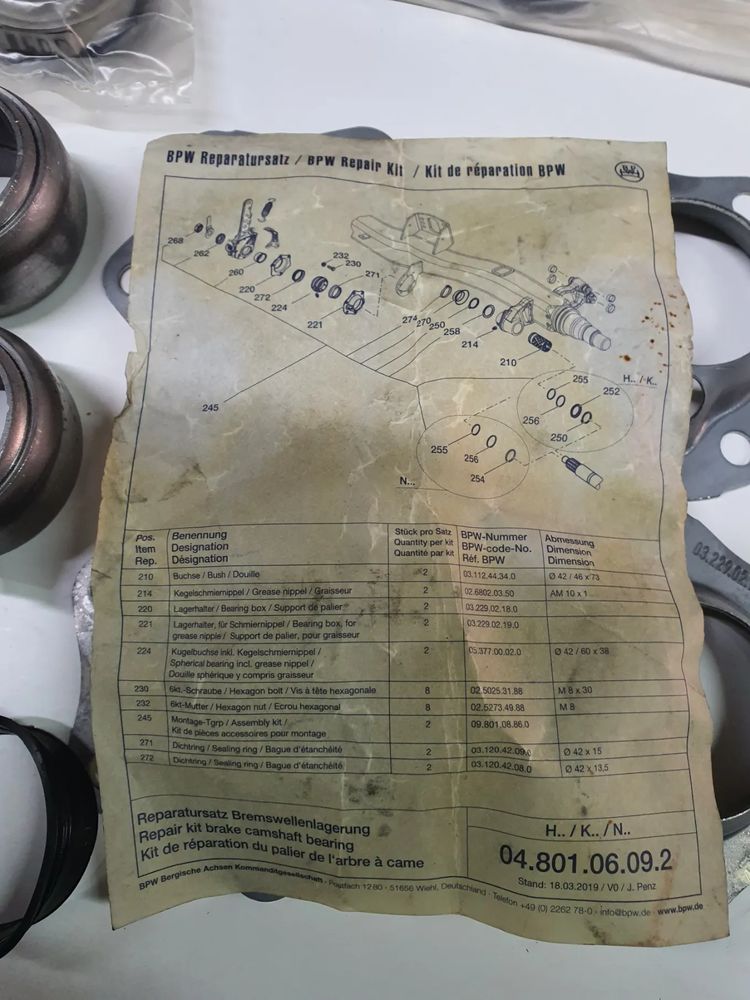 BPW Reparatursatz / BPW Repair Kit / Kit de réparation BPW
268
262
260
220
272
224
221
232
230
271
274
270
250
258
214
210
245
H.. / K..
255
252
256
250
255
256
254
N...
Pos. Benennung Stück pro Satz BPW-Nummer Abmessung
Item Designation Quantity per kit BPW-code-No. Dimension
Rep. Dèsignation Quantité par kit Réf. BPW Dimension
210 Buchse / Bush / Douille 2 03.112.44.34.0 Ø 42 / 46 x 73
214 Kegelschmiernippel / Grease nippel / Graisseur 2 02.6802.03.50 AM 10 x 1
220 Lagerhalter / Bearing box / Support de palier 2 03.229.02.18.0
221 Lagerhalter, für Schmiernippel / Bearing box, for 2 03.229.02.19.0
grease nipple / Support de palier, pour graisseur
224 Kugelbuchse inkl. Kegelschmiernippel / 2 05.377.00.02.0 Ø 42 / 60 x 38
Spherical bearing incl. grease nippel /
Douille sphérique y compris graisseur
230 6kt.-Schraube / Hexagon bolt / Vis à tête hexagonale 8 02.5025.31.88 M 8 x 30
232 6kt.-Mutter / Hexagon nut / Ecrou hexagonal 8 02.5273.49.88 M 8
245 Montage-Tgrp / Assembly kit / 2 09.801.08.86.0
Kit de pièces accessoires pour montage
271 Dichtring / Sealing ring / Bague d'étanchéité 2 03.120.42.09.0 Ø 42 x 15
272 Dichtring / Sealing ring / Bague d'étanchéité 2 03.120.42.08.0 Ø 42 x 13,5
Reparatursatz Bremswellenlagerung
Repair kit brake camshaft bearing
Kit de réparation du palier de l'arbre à came
H.. / K.. / N..
04.801.06.09.2
Stand: 18.03.2019 / V0 / J. Penz
BPW Bergische Achsen Kommanditgesellschaft · Postfach 12 80 · 51656 Wiehl, Deutschland · Telefon +49 (0) 2262 78-0 · info@bpw.de · www.bpw.de